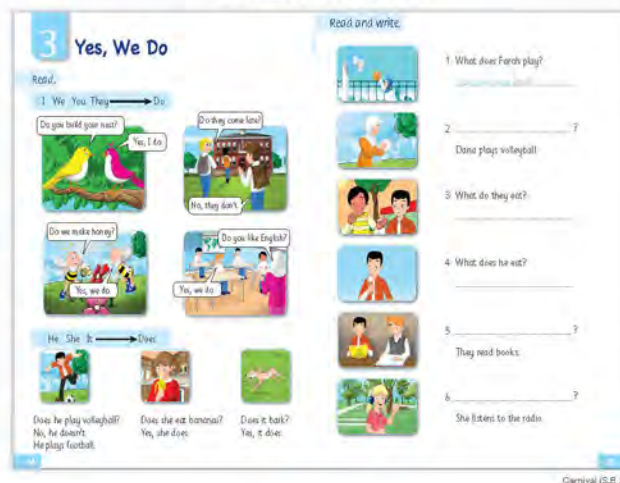 3 Yes, We Do
Read.
I We You They Do
Do you build your nest?
Yes, I do.
Do they come late?
No, they don't.
Do we make honey?
Yes, we do.
Do you like English?
Yes, we do.
He She It Does
Does he play volleyball?
No, he doesn't.
He plays football.
Does she eat bananas?
Yes, she does.
Does it bark?
Yes, it does.
Read and write.
1 What does Farah play?
2 ?
Dana plays volleyball.
3 What do they eat?
4 What does he eat?
5 ?
They read books.
6 ?
She listens to the radio.
Carnival (S.B.